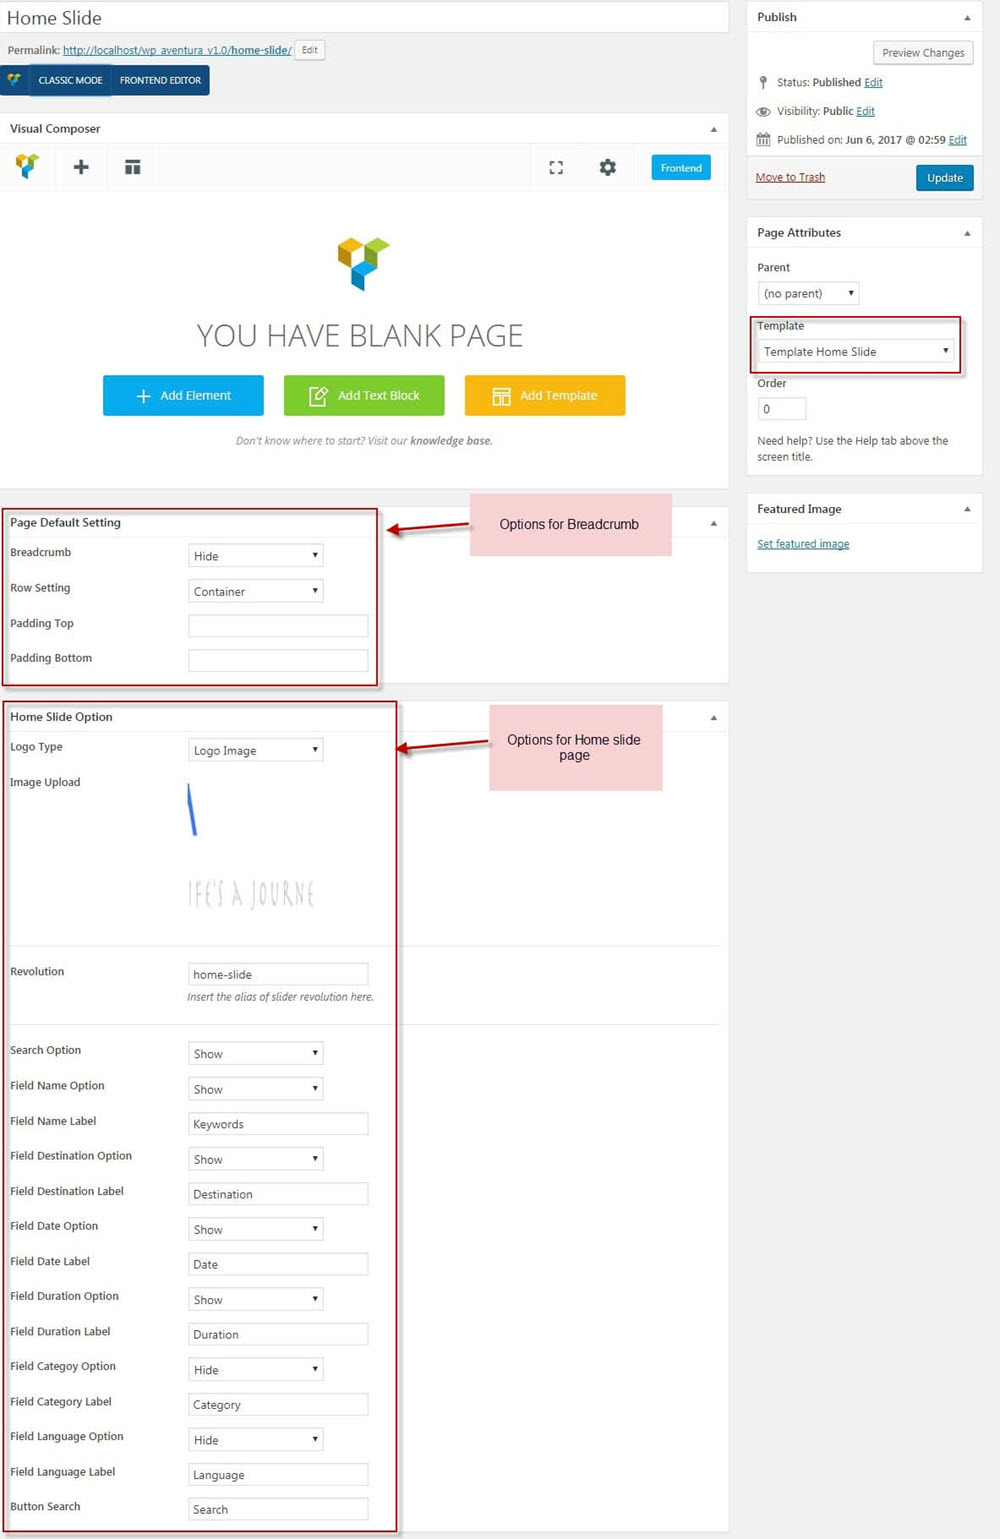 Home Slide
Permalink: http://localhost/wp_aventura_v1.0/home-slide/ Edit
CLASSIC MODE FRONTEND EDITOR
Visual Composer
Frontend
YOU HAVE BLANK PAGE
Add Element Add Text Block Add Template
Don't know where to start? Visit our knowledge base.
Page Default Setting
Options for Breadcrumb
Breadcrumb Hide
Row Setting Container
Padding Top
Padding Bottom
Home Slide Option
Options for Home slide
page
Logo Type Logo Image
Image Upload
IFE'S A JOURNE
Revolution home-slide
Insert the alias of slider revolution here.
Search Option Show
Field Name Option Show
Field Name Label Keywords
Field Destination Option Show
Field Destination Label Destination
Field Date Option Show
Field Date Label Date
Field Duration Option Show
Field Duration Label Duration
Field Categoy Option Hide
Field Category Label Category
Field Language Option Hide
Field Language Label Language
Button Search Search
Publish
Preview Changes
Status: Published Edit
Visibility: Public Edit
Published on: Jun 6, 2017 @ 02:59 Edit
Move to Trash Update
Page Attributes
Parent
(no parent)
Template
Template Home Slide
Order
0
Need help? Use the Help tab above the
screen title.
Featured Image
Set featured image